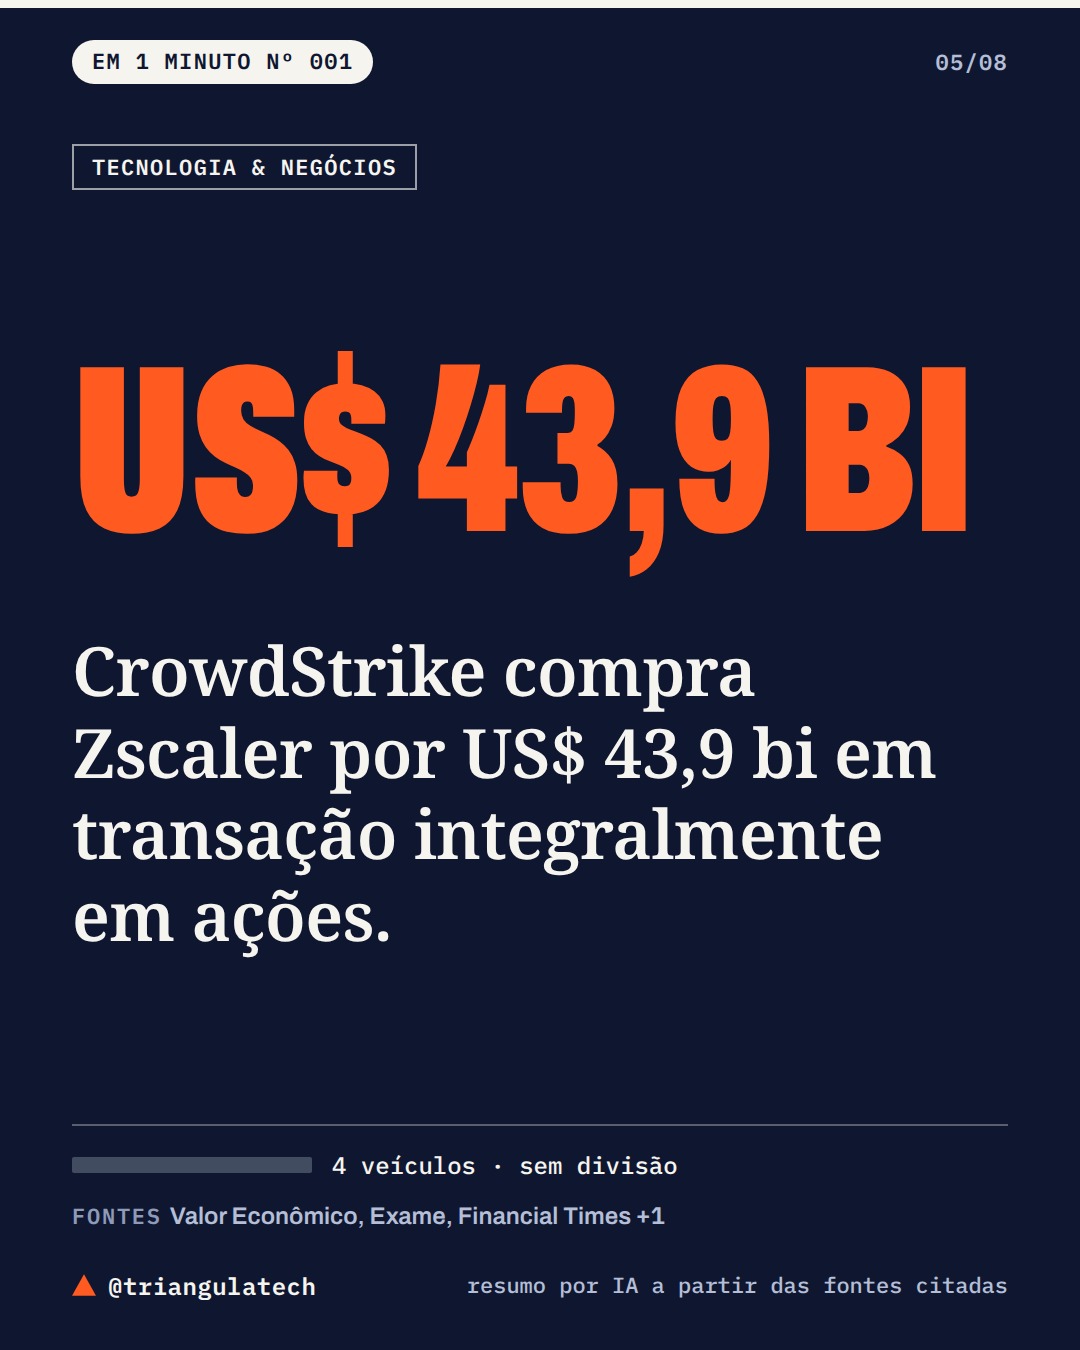 EM 1 MINUTO Nº 001
05/08
TECNOLOGIA & NEGÓCIOS
US$ 43,9 BI
CrowdStrike compra
Zscaler por US$ 43,9 bi em
transação integralmente
em ações.
4 veículos · sem divisão
FONTES Valor Econômico, Exame, Financial Times +1
@triangulatech
resumo por IA a partir das fontes citadas